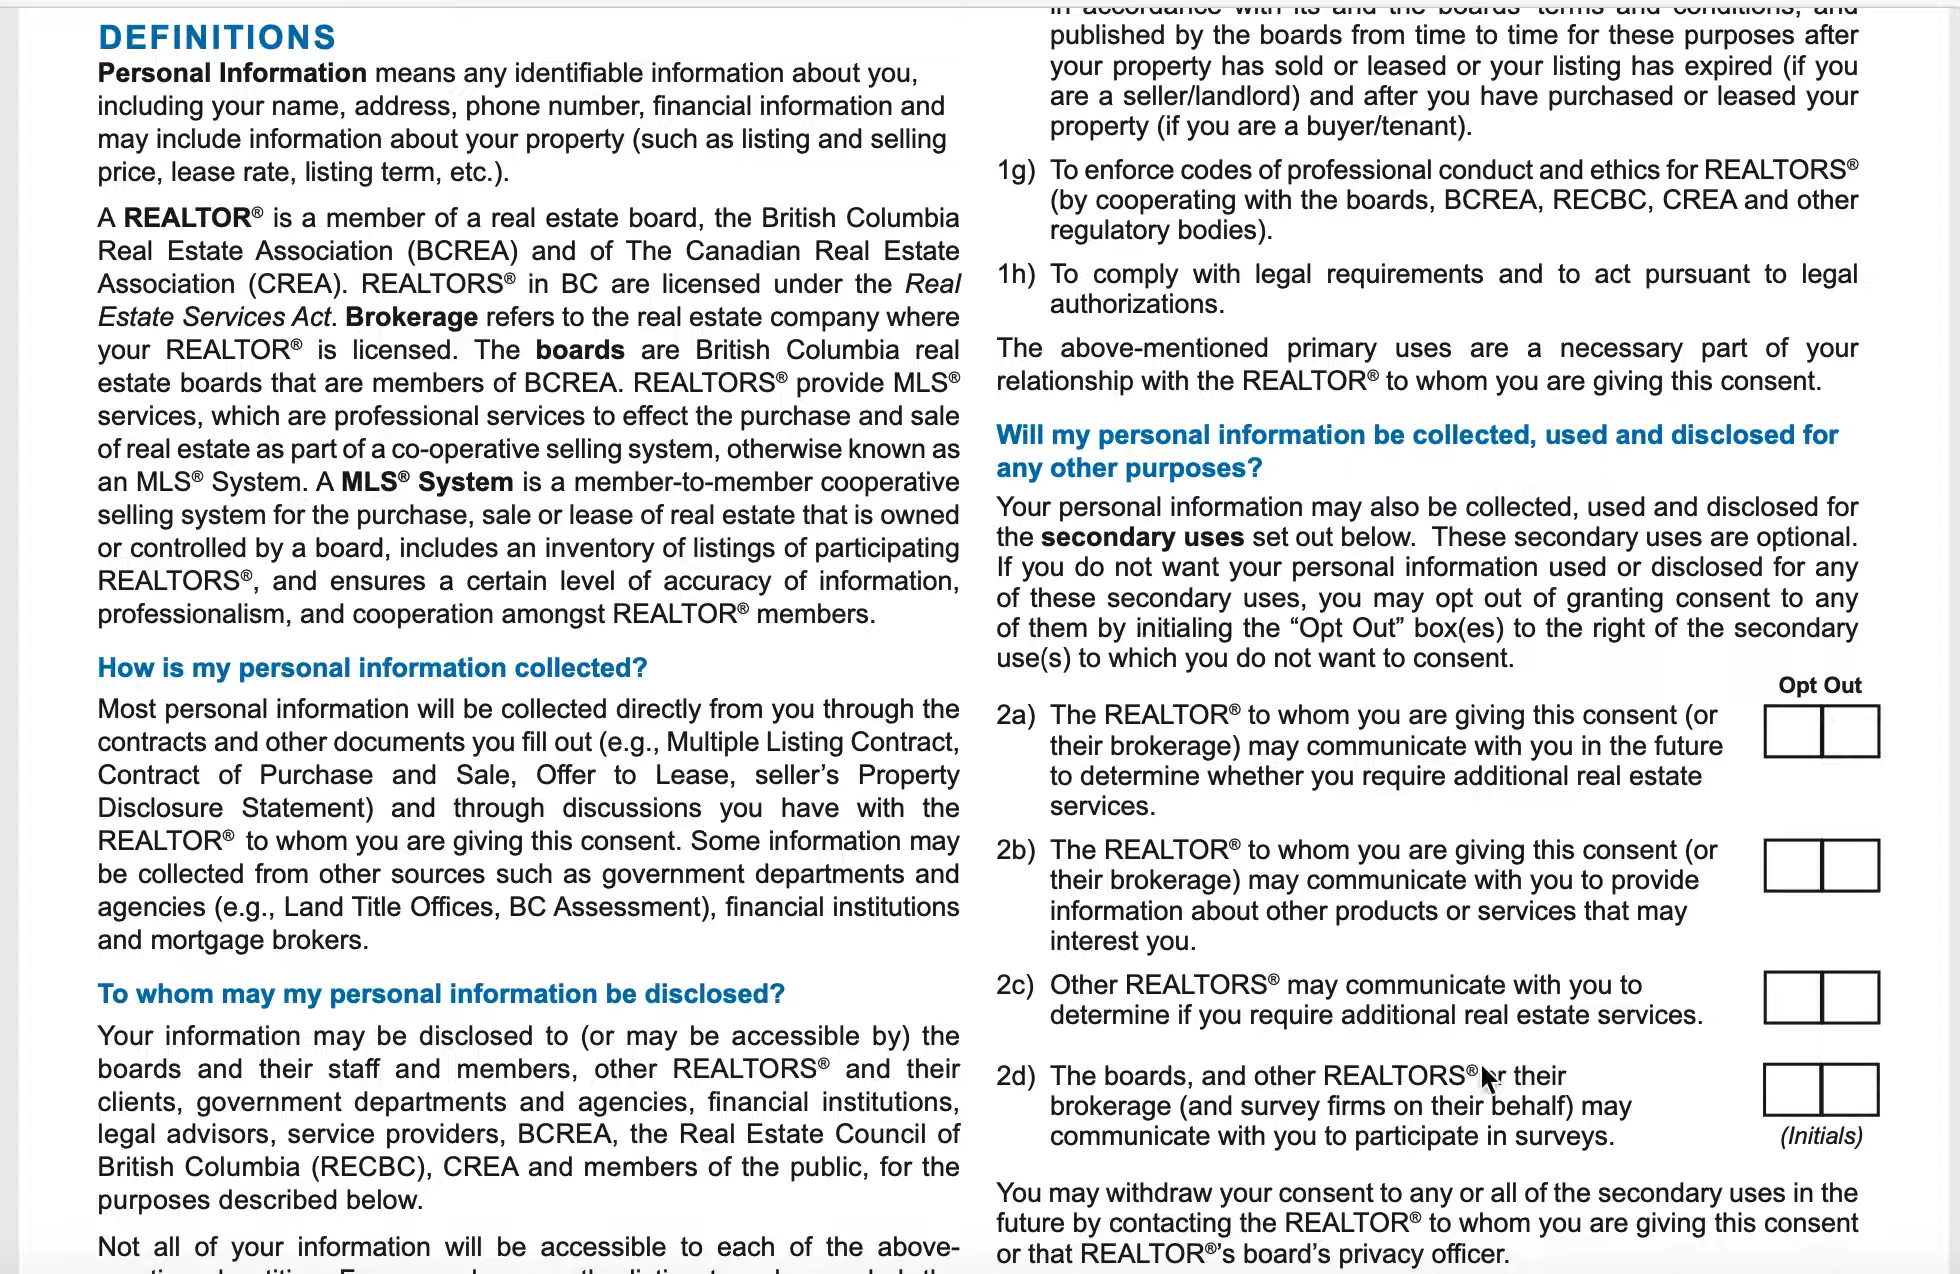 DEFINITIONS
Personal Information means any identifiable information about you,
including your name, address, phone number, financial information and
may include information about your property (such as listing and selling
price, lease rate, listing term, etc.).
A REALTOR® is a member of a real estate board, the British Columbia
Real Estate Association (BCREA) and of The Canadian Real Estate
Association (CREA). REALTORS® in BC are licensed under the Real
Estate Services Act. Brokerage refers to the real estate company where
your REALTOR® is licensed. The boards are British Columbia real
estate boards that are members of BCREA. REALTORS® provide MLS®
services, which are professional services to effect the purchase and sale
of real estate as part of a co-operative selling system, otherwise known as
an MLS® System. A MLS® System is a member-to-member cooperative
selling system for the purchase, sale or lease of real estate that is owned
or controlled by a board, includes an inventory of listings of participating
REALTORS®, and ensures a certain level of accuracy of information,
professionalism, and cooperation amongst REALTOR® members.
How is my personal information collected?
Most personal information will be collected directly from you through the
contracts and other documents you fill out (e.g., Multiple Listing Contract,
Contract of Purchase and Sale, Offer to Lease, seller’s Property
Disclosure Statement) and through discussions you have with the
REALTOR® to whom you are giving this consent. Some information may
be collected from other sources such as government departments and
agencies (e.g., Land Title Offices, BC Assessment), financial institutions
and mortgage brokers.
To whom may my personal information be disclosed?
Your information may be disclosed to (or may be accessible by) the
boards and their staff and members, other REALTORS® and their
clients, government departments and agencies, financial institutions,
legal advisors, service providers, BCREA, the Real Estate Council of
British Columbia (RECBC), CREA and members of the public, for the
purposes described below.
Not all of your information will be accessible to each of the above-
in accordance with its and the boards’ terms and conditions, and
published by the boards from time to time for these purposes after
your property has sold or leased or your listing has expired (if you
are a seller/landlord) and after you have purchased or leased your
property (if you are a buyer/tenant).
1g) To enforce codes of professional conduct and ethics for REALTORS®
(by cooperating with the boards, BCREA, RECBC, CREA and other
regulatory bodies).
1h) To comply with legal requirements and to act pursuant to legal
authorizations.
The above-mentioned primary uses are a necessary part of your
relationship with the REALTOR® to whom you are giving this consent.
Will my personal information be collected, used and disclosed for
any other purposes?
Your personal information may also be collected, used and disclosed for
the secondary uses set out below. These secondary uses are optional.
If you do not want your personal information used or disclosed for any
of these secondary uses, you may opt out of granting consent to any
of them by initialing the “Opt Out” box(es) to the right of the secondary
use(s) to which you do not want to consent.
Opt Out
2a) The REALTOR® to whom you are giving this consent (or
their brokerage) may communicate with you in the future
to determine whether you require additional real estate
services.
2b) The REALTOR® to whom you are giving this consent (or
their brokerage) may communicate with you to provide
information about other products or services that may
interest you.
2c) Other REALTORS® may communicate with you to
determine if you require additional real estate services.
2d) The boards, and other REALTORS® or their
brokerage (and survey firms on their behalf) may
communicate with you to participate in surveys.
(Initials)
You may withdraw your consent to any or all of the secondary uses in the
future by contacting the REALTOR® to whom you are giving this consent
or that REALTOR®’s board’s privacy officer.